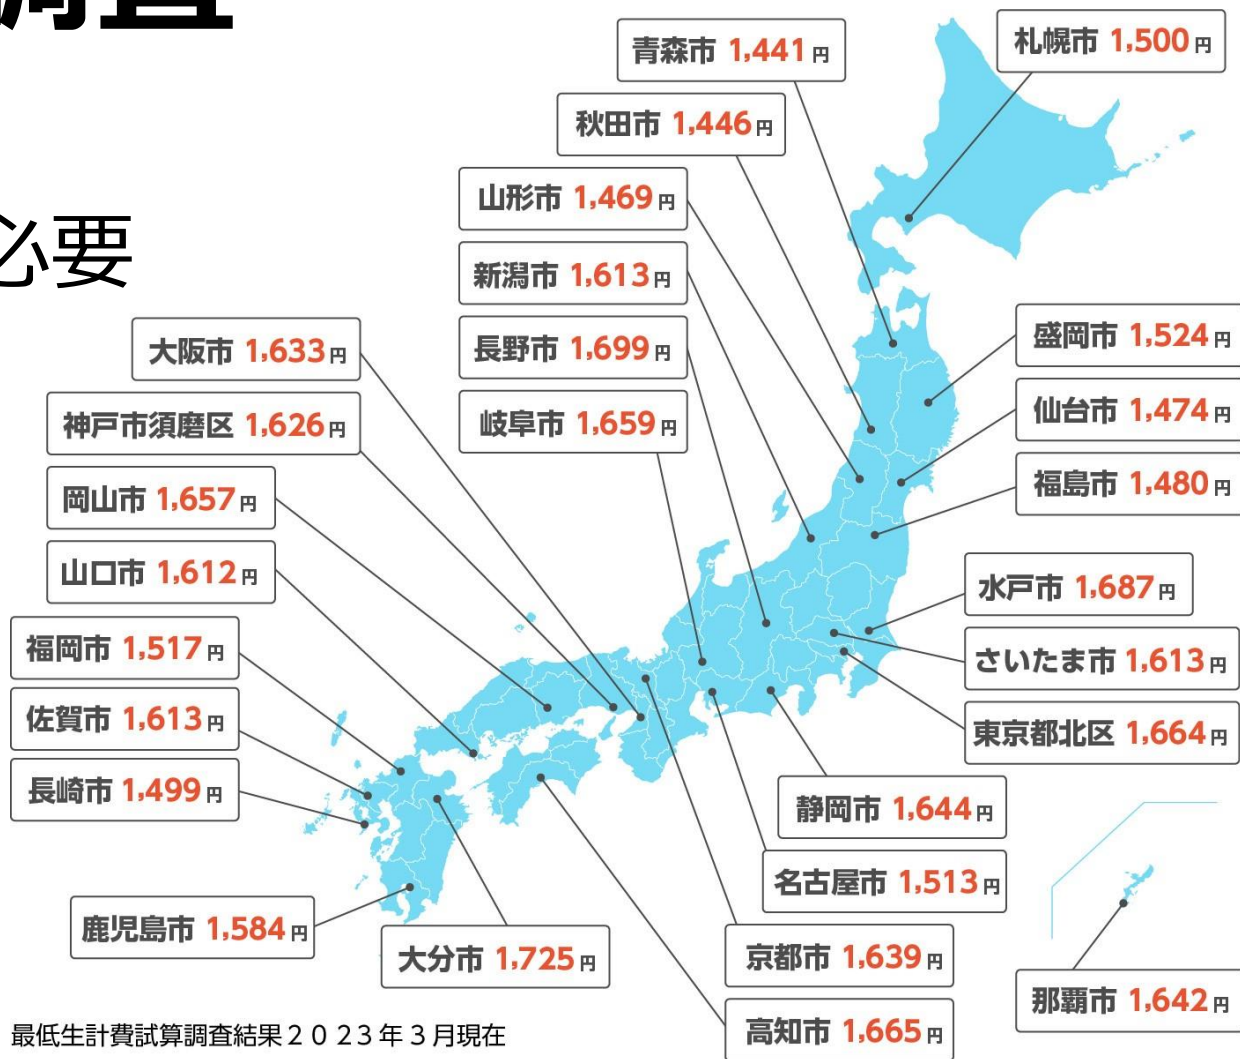 調査
必要
青森市 1,441円
札幌市 1,500円
秋田市 1,446円
山形市 1,469円
新潟市 1,613円
長野市 1,699円
岐阜市 1,659円
大阪市 1,633円
神戸市須磨区 1,626円
岡山市 1,657円
山口市 1,612円
福岡市 1,517円
佐賀市 1,613円
長崎市 1,499円
鹿児島市 1,584円
大分市 1,725円
盛岡市 1,524円
仙台市 1,474円
福島市 1,480円
水戸市 1,687円
さいたま市 1,613円
東京都北区 1,664円
静岡市 1,644円
名古屋市 1,513円
京都市 1,639円
高知市 1,665円
那覇市 1,642円
最低生計費試算調査結果２０２３年３月現在